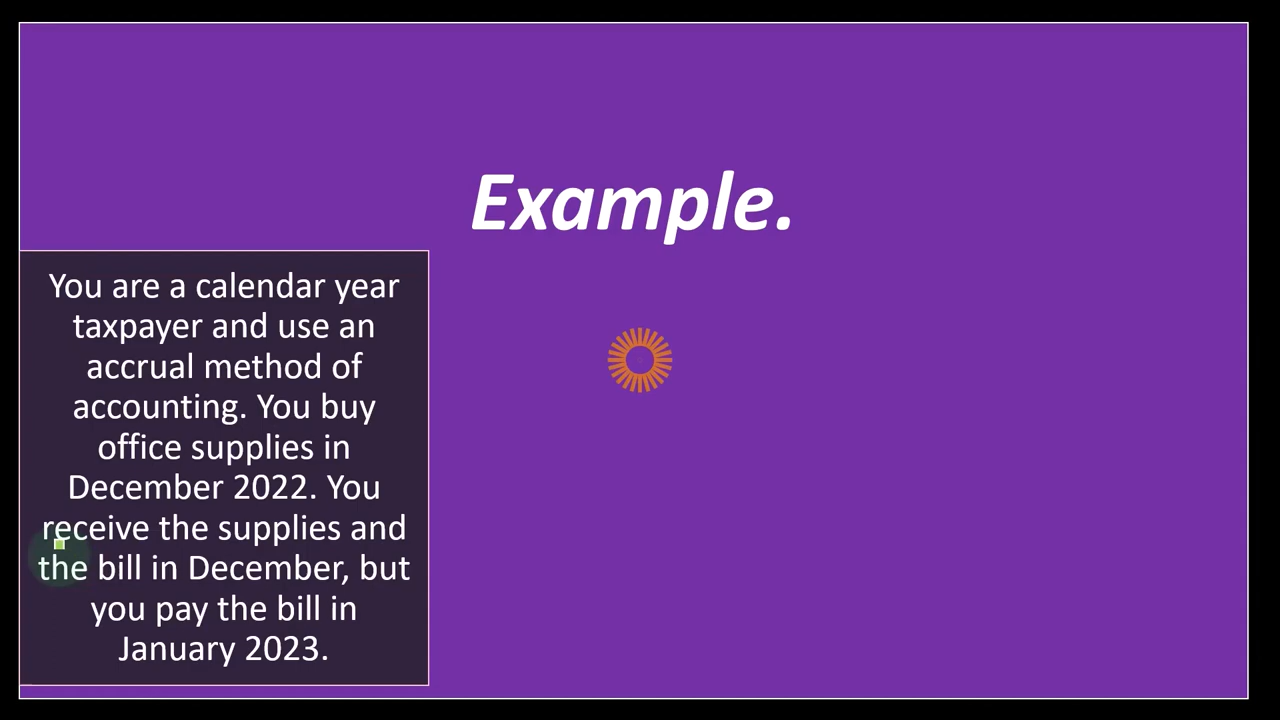 Example.
You are a calendar year
taxpayer and use an
accrual method of
accounting. You buy
office supplies in
December 2022. You
receive the supplies and
the bill in December, but
you pay the bill in
January 2023.